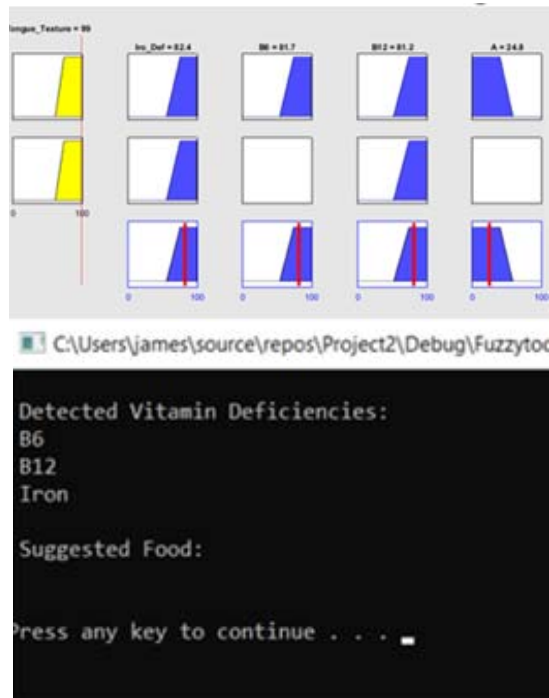 ongue_Texture = 99
Iro_Def = 82.4
B6 = 81.7
B12 = 81.2
A = 24.8
0 100
0 100
0 100
0 100
0 100
C:\Users\james\source\repos\Project2\Debug\Fuzzytoo
Detected Vitamin Deficiencies:
B6
B12
Iron
Suggested Food:
Press any key to continue . . .